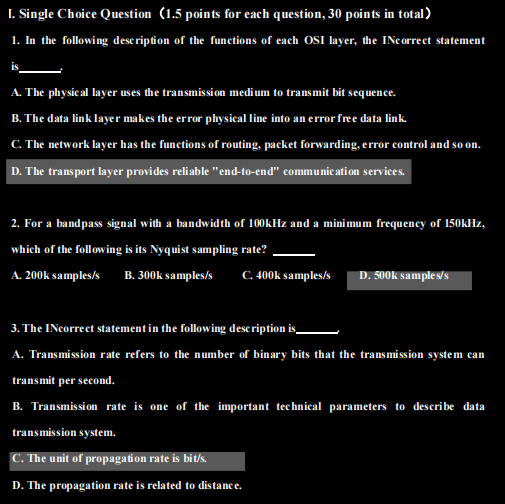 I. Single Choice Question（1.5 points for each question, 30 points in total）
1. In the following description of the functions of each OSI layer, the INcorrect statement
is______.
A. The physical layer uses the transmission medium to transmit bit sequence.
B. The data link layer makes the error physical line into an error free data link.
C. The network layer has the functions of routing, packet forwarding, error control and so on.
D. The transport layer provides reliable "end-to-end" communication services.
2. For a bandpass signal with a bandwidth of 100kHz and a minimum frequency of 150kHz,
which of the following is its Nyquist sampling rate? ______
A. 200k samples/s B. 300k samples/s C. 400k samples/s D. 500k samples/s
3. The INcorrect statement in the following description is______.
A. Transmission rate refers to the number of binary bits that the transmission system can
transmit per second.
B. Transmission rate is one of the important technical parameters to describe data
transmission system.
C. The unit of propagation rate is bit/s.
D. The propagation rate is related to distance.